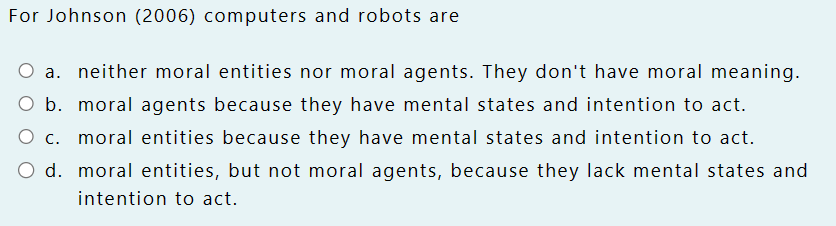 For Johnson (2006) computers and robots are
a. neither moral entities nor moral agents. They don't have moral meaning.
b. moral agents because they have mental states and intention to act.
c. moral entities because they have mental states and intention to act.
d. moral entities, but not moral agents, because they lack mental states and
intention to act.